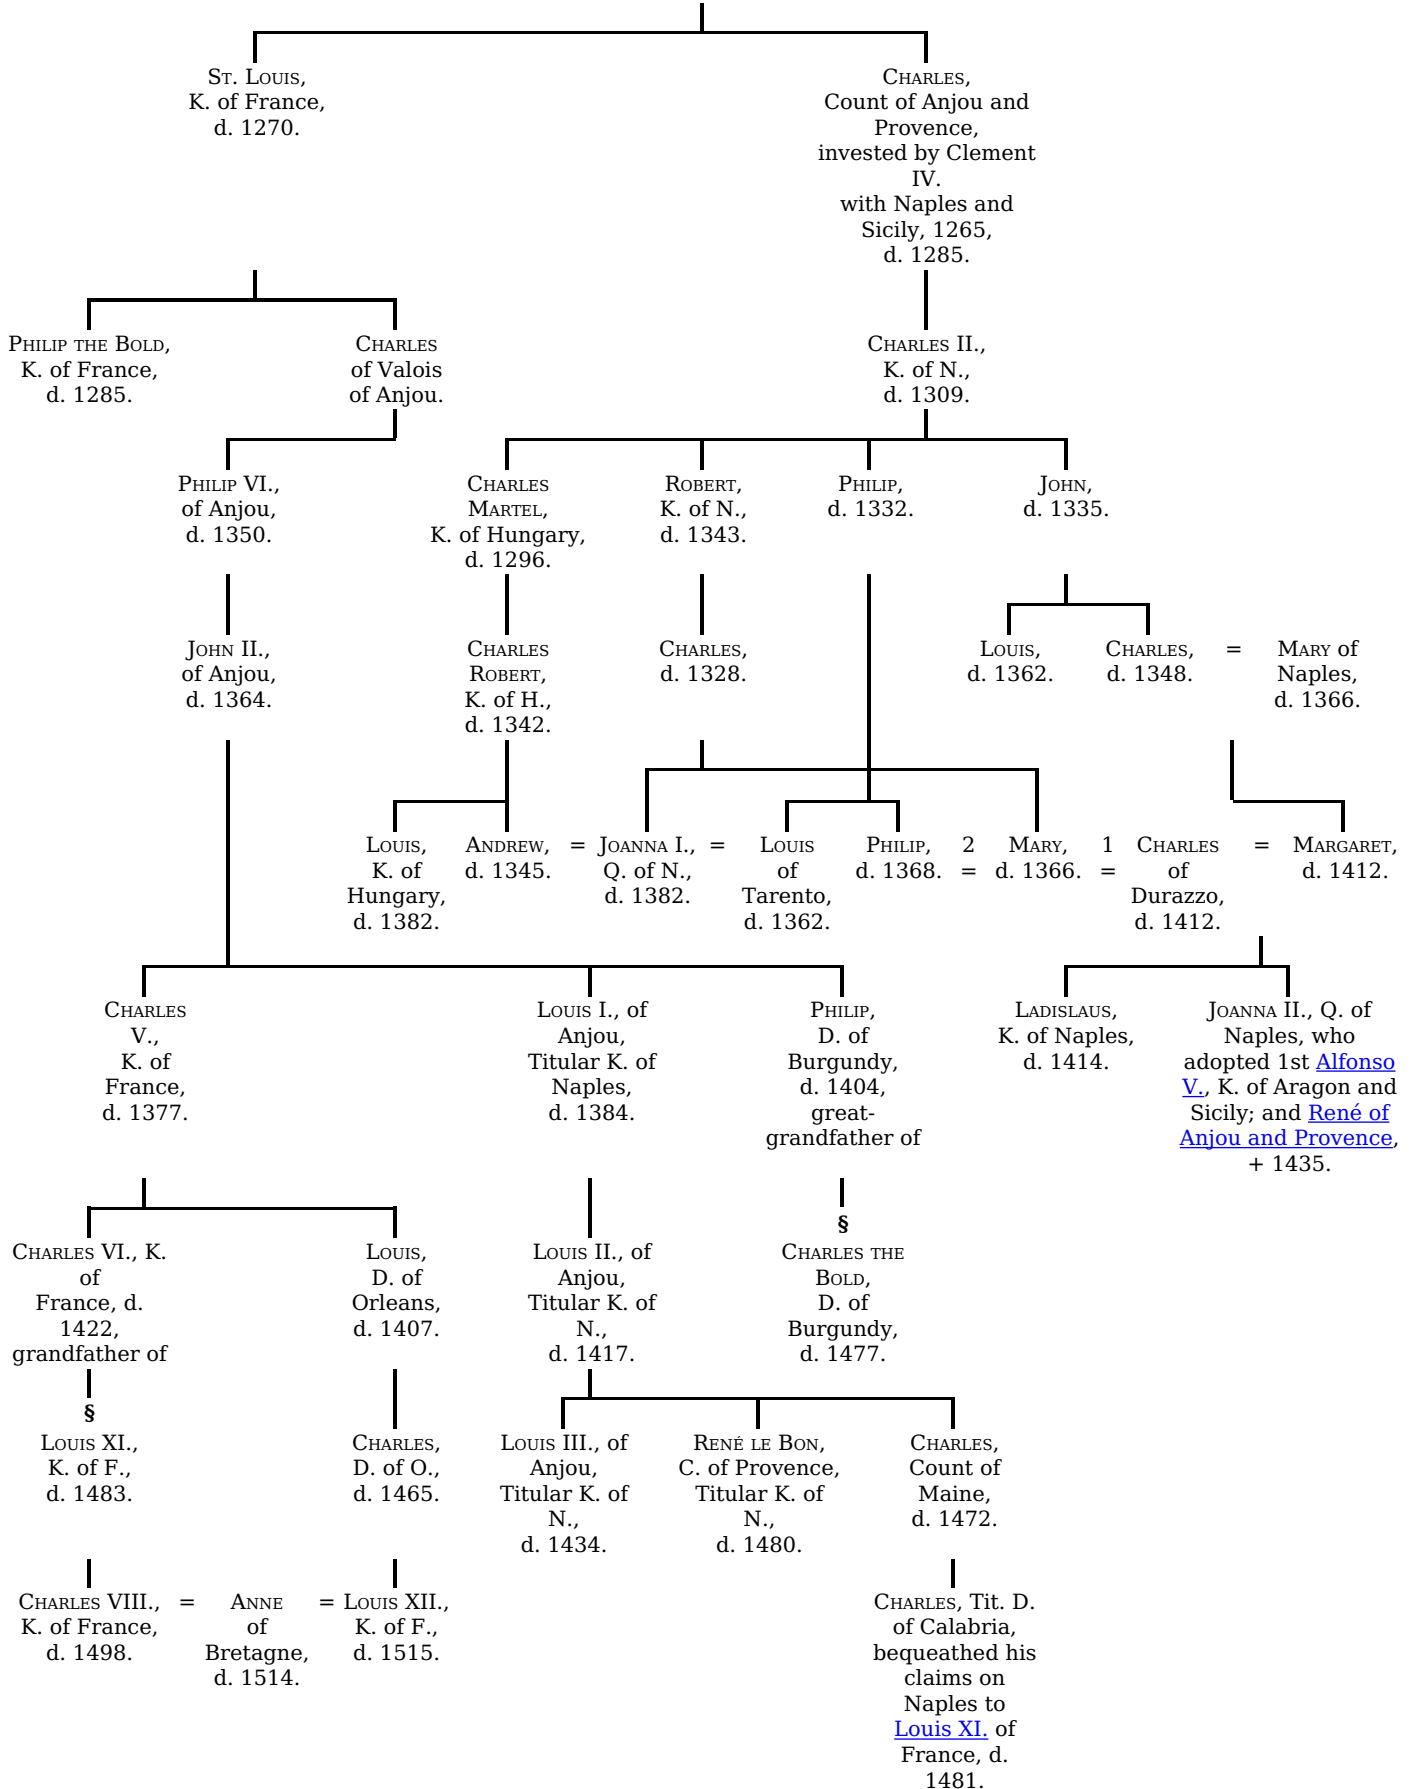 St. Louis,
K. of France,
d. 1270.
Charles,
Count of Anjou and
Provence,
invested by Clement
IV.
with Naples and
Sicily, 1265,
d. 1285.
Philip the Bold,
K. of France,
d. 1285.
Charles
of Valois
of Anjou.
Charles II.,
K. of N.,
d. 1309.
Philip VI.,
of Anjou,
d. 1350.
Charles
Martel,
K. of Hungary,
d. 1296.
Robert,
K. of N.,
d. 1343.
Philip,
d. 1332.
John,
d. 1335.
John II.,
of Anjou,
d. 1364.
Charles
Robert,
K. of H.,
d. 1342.
Charles,
d. 1328.
Louis,
d. 1362.
Charles,
d. 1348.
=
Mary of
Naples,
d. 1366.
Louis,
K. of
Hungary,
d. 1382.
Andrew,
d. 1345.
=
Joanna I.,
Q. of N.,
d. 1382.
=
Louis
of
Tarento,
d. 1362.
Philip,
d. 1368.
2
=
Mary,
d. 1366.
1
=
Charles
of
Durazzo,
d. 1412.
=
Margaret,
d. 1412.
Charles
V.,
K. of
France,
d. 1377.
Louis I., of
Anjou,
Titular K. of
Naples,
d. 1384.
Philip,
D. of
Burgundy,
d. 1404,
great-
grandfather of
Ladislaus,
K. of Naples,
d. 1414.
Joanna II., Q. of
Naples, who
adopted 1st Alfonso
V., K. of Aragon and
Sicily; and René of
Anjou and Provence,
+ 1435.
Charles VI., K.
of
France, d.
1422,
grandfather of
Louis,
D. of
Orleans,
d. 1407.
Louis II., of
Anjou,
Titular K. of
N.,
d. 1417.
§
Charles the
Bold,
D. of
Burgundy,
d. 1477.
§
Louis XI.,
K. of F.,
d. 1483.
Charles,
D. of O.,
d. 1465.
Louis III., of
Anjou,
Titular K. of
N.,
d. 1434.
René le Bon,
C. of Provence,
Titular K. of
N.,
d. 1480.
Charles,
Count of
Maine,
d. 1472.
Charles VIII.,
K. of France,
d. 1498.
=
Anne
of
Bretagne,
d. 1514.
=
Louis XII.,
K. of F.,
d. 1515.
Charles, Tit. D.
of Calabria,
bequeathed his
claims on
Naples to
Louis XI. of
France, d.
1481.